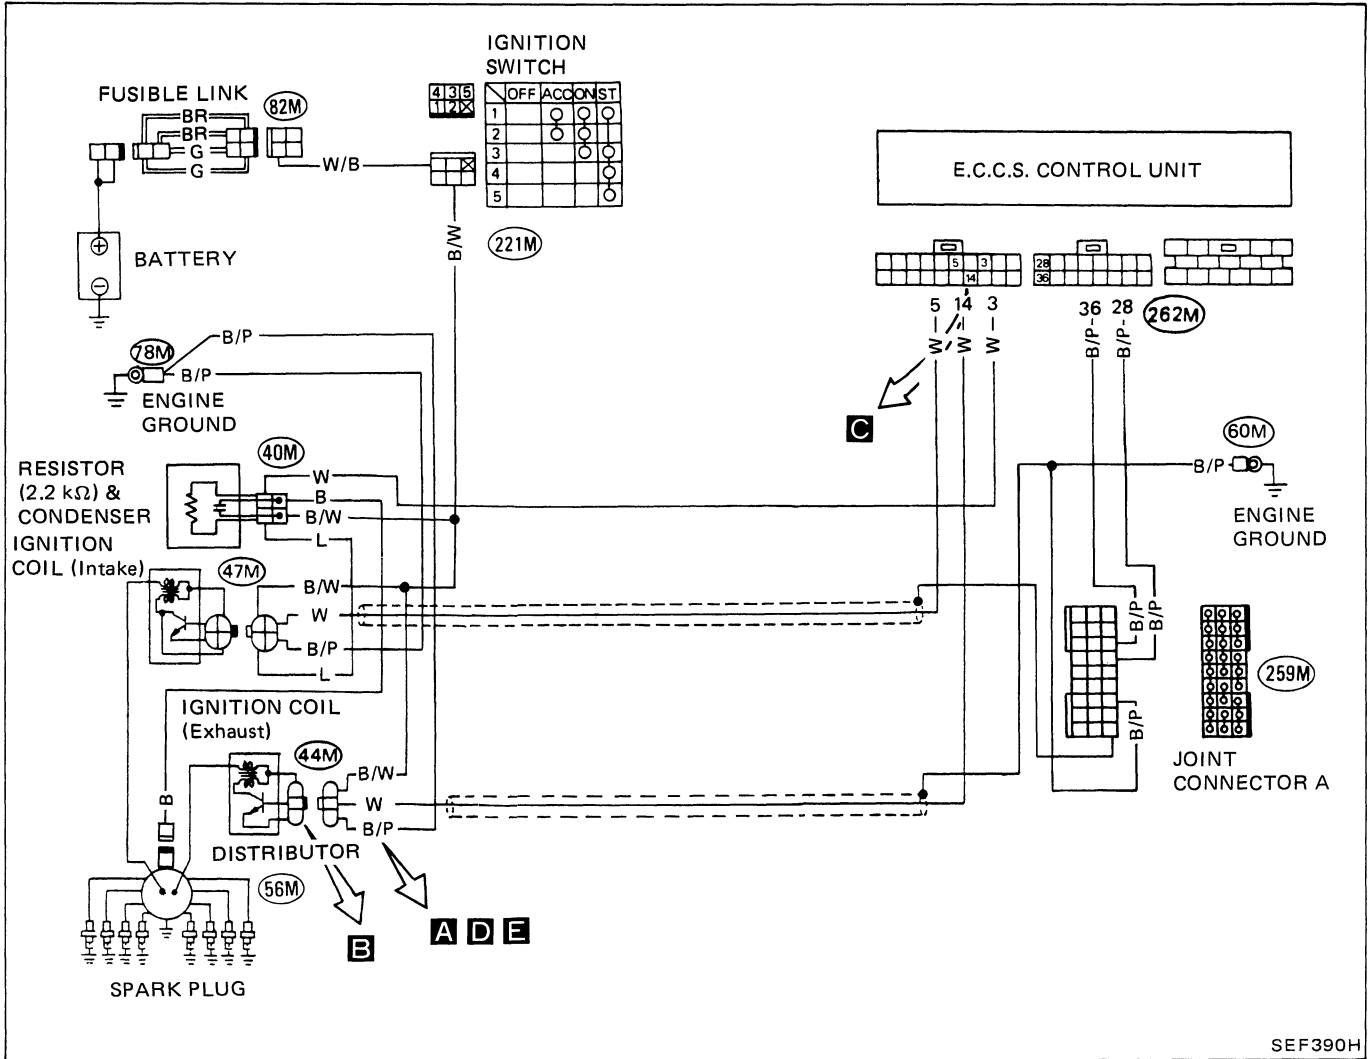 IGNITION
SWITCH
FUSIBLE LINK
82M
BR
BR
G
G
W/B
4 3 5
1 2
OFF ACC ON ST
1
2
3
4
5
221M
B/W
BATTERY
E.C.C.S. CONTROL UNIT
5 3
14
28
36
5 14 3
W W W
36 28
B/P B/P
262M
C
78M
B/P
B/P
ENGINE
GROUND
60M
B/P
ENGINE
GROUND
RESISTOR
(2.2 kΩ) &
CONDENSER
40M
W
B
B/W
L
IGNITION
COIL (Intake)
47M
B/W
W
B/P
L
B/P
B/P
B/P
259M
JOINT
CONNECTOR A
IGNITION COIL
(Exhaust)
44M
B/W
W
B/P
B
DISTRIBUTOR
56M
B
A D E
SPARK PLUG
SEF390H